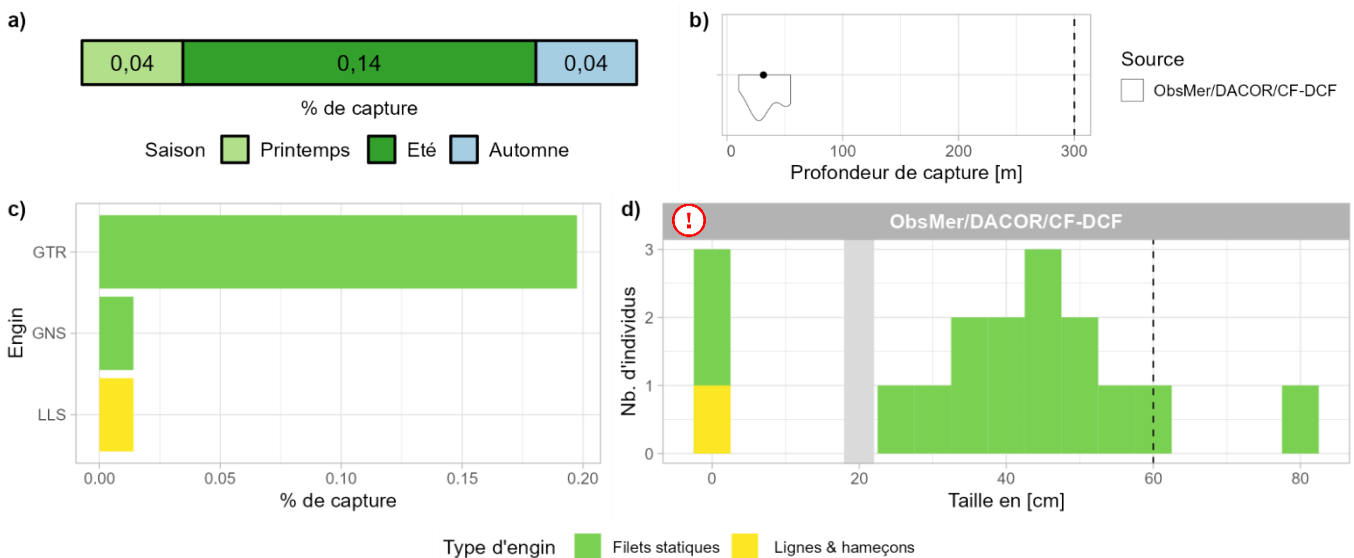 a)
0,04 0,14 0,04
% de capture
Saison Printemps Eté Automne
b)
0 100 200 300
Profondeur de capture [m]
Source
ObsMer/DACOR/CF-DCF
c)
Engin
GTR
GNS
LLS
0.00 0.05 0.10 0.15 0.20
% de capture
d)
! ObsMer/DACOR/CF-DCF
Nb. d'individus
3
2
1
0
0 20 40 60 80
Taille en [cm]
Type d'engin Filets statiques Lignes & hameçons